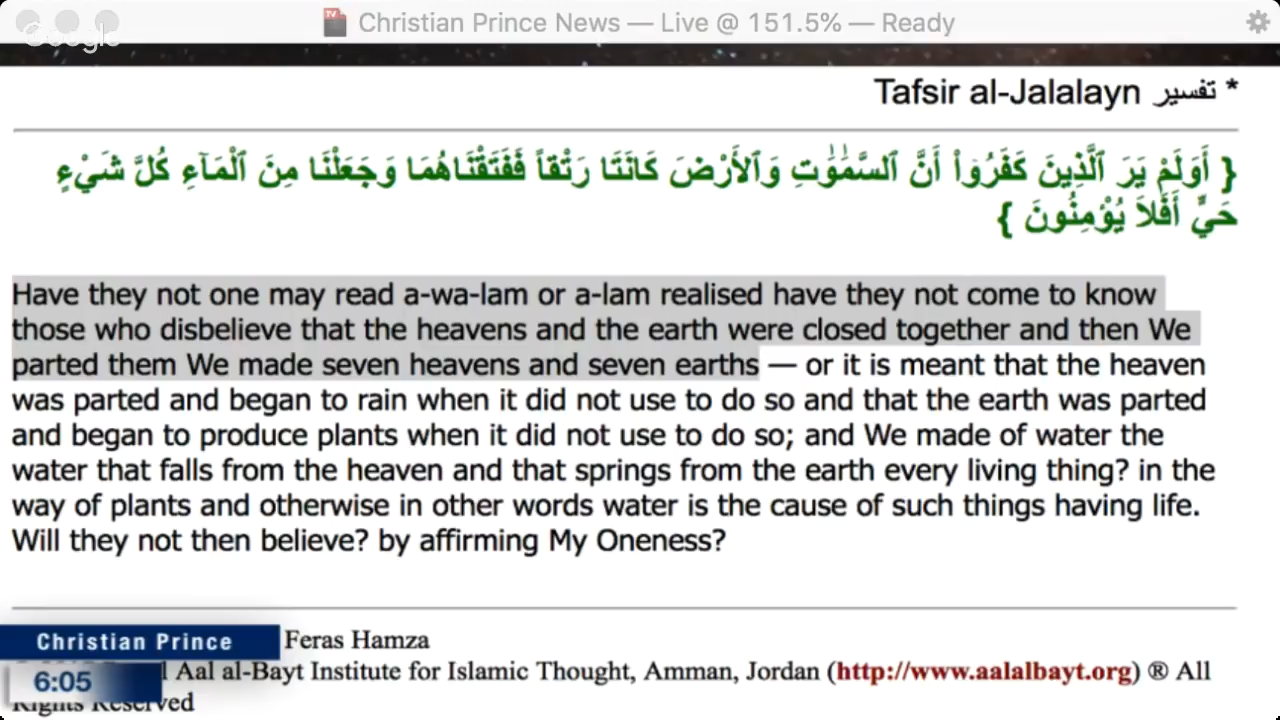 TV Christian Prince News — Live @ 151.5% — Ready
Google
Tafsir al-Jalalayn تفسير *
{ أَوَلَمْ يَرَ ٱلَّذِينَ كَفَرُوۤاْ أَنَّ ٱلسَّمَٰوَٰتِ وَٱلأَرْضَ كَانَتَا رَتْقاً فَفَتَقْنَاهُمَا وَجَعَلْنَا مِنَ ٱلْمَآءِ كُلَّ شَيْءٍ
حَيٍّ أَفَلاَ يُؤْمِنُونَ }
Have they not one may read a-wa-lam or a-lam realised have they not come to know
those who disbelieve that the heavens and the earth were closed together and then We
parted them We made seven heavens and seven earths — or it is meant that the heaven
was parted and began to rain when it did not use to do so and that the earth was parted
and began to produce plants when it did not use to do so; and We made of water the
water that falls from the heaven and that springs from the earth every living thing? in the
way of plants and otherwise in other words water is the cause of such things having life.
Will they not then believe? by affirming My Oneness?
Christian Prince Feras Hamza
6:05 Aal al-Bayt Institute for Islamic Thought, Amman, Jordan (http://www.aalalbayt.org) ® All
Rights Reserved